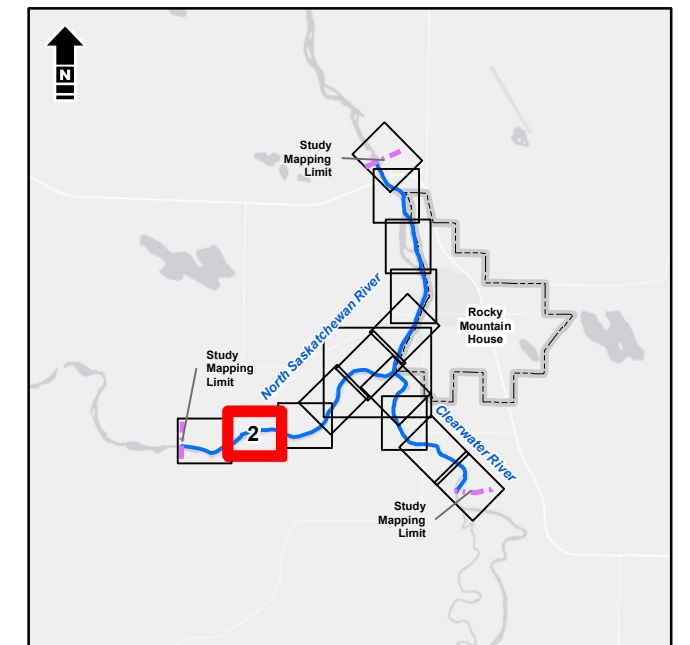 N
Study
Mapping
Limit
North Saskatchewan River
Rocky
Mountain
House
Study
Mapping
Limit
2
Clearwater River
Study
Mapping
Limit